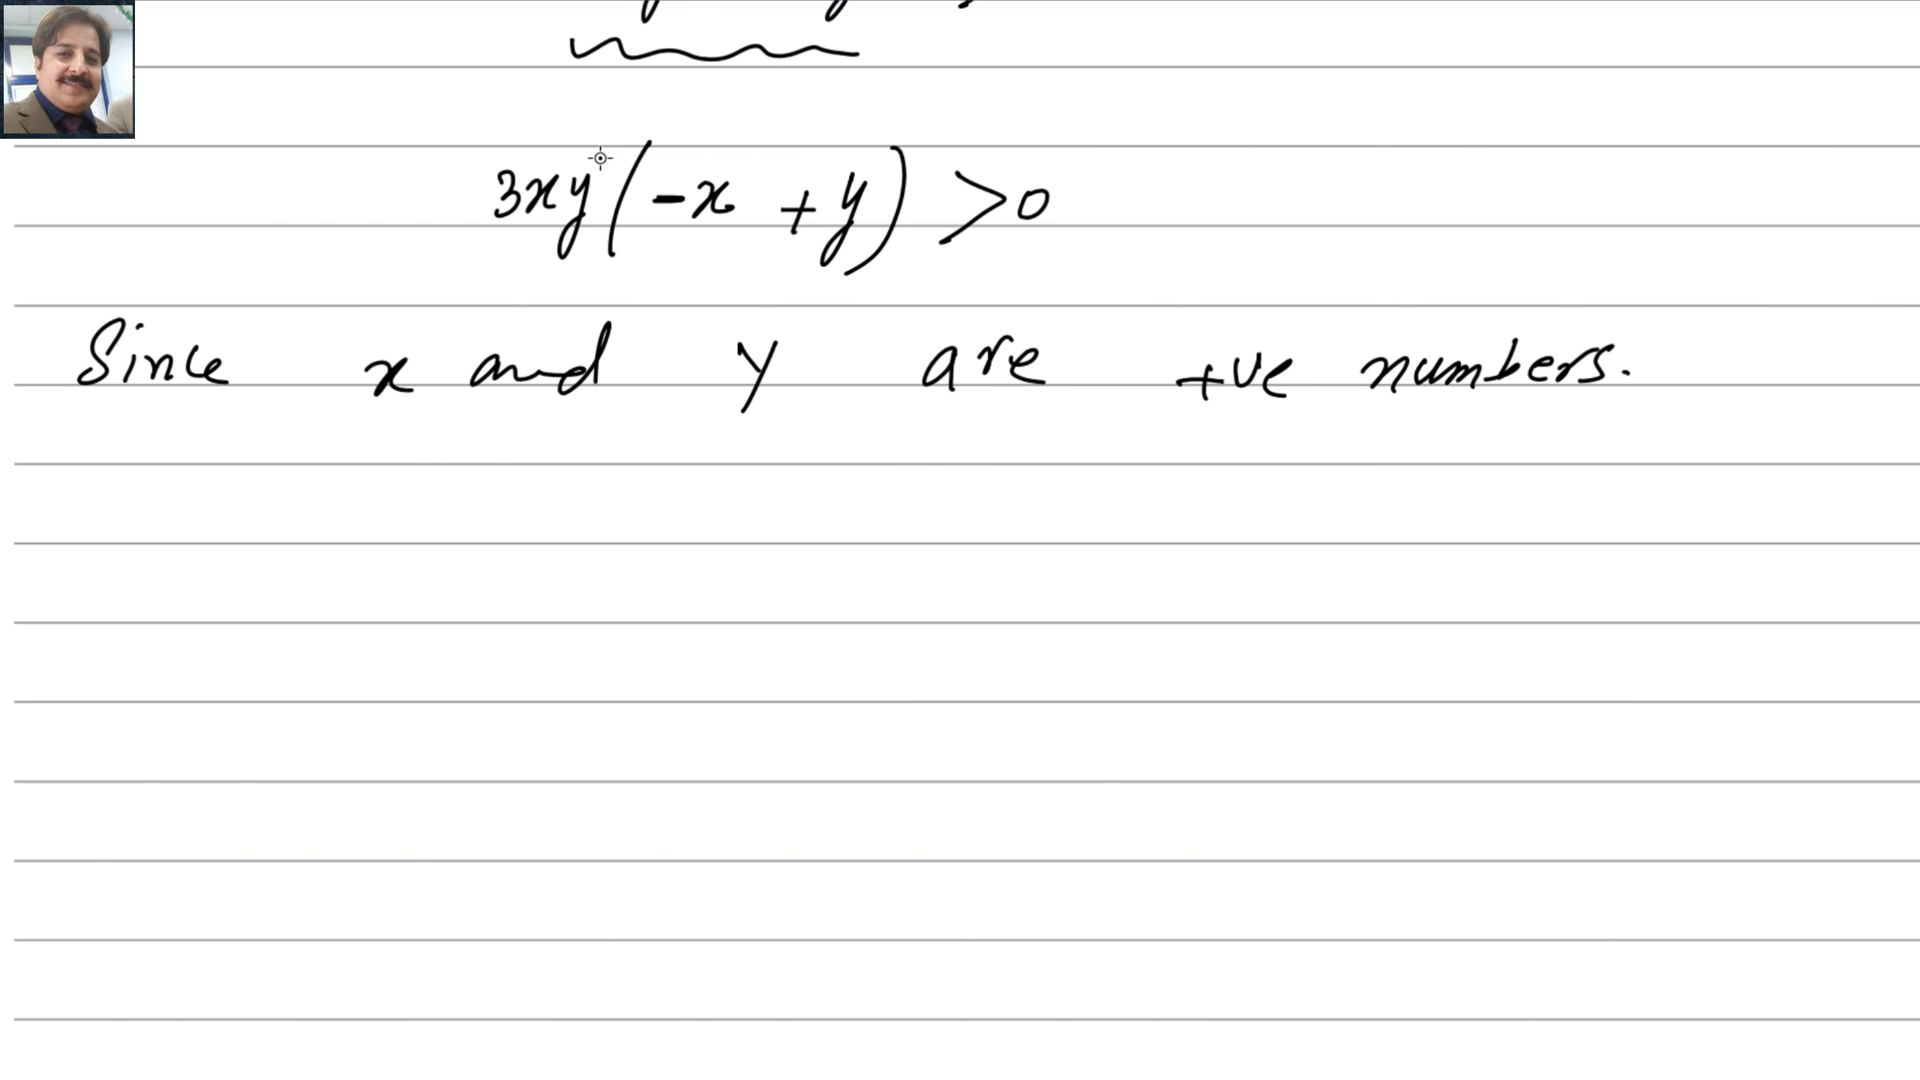 3xy(-x + y) >0
Since x and y are +ve numbers.